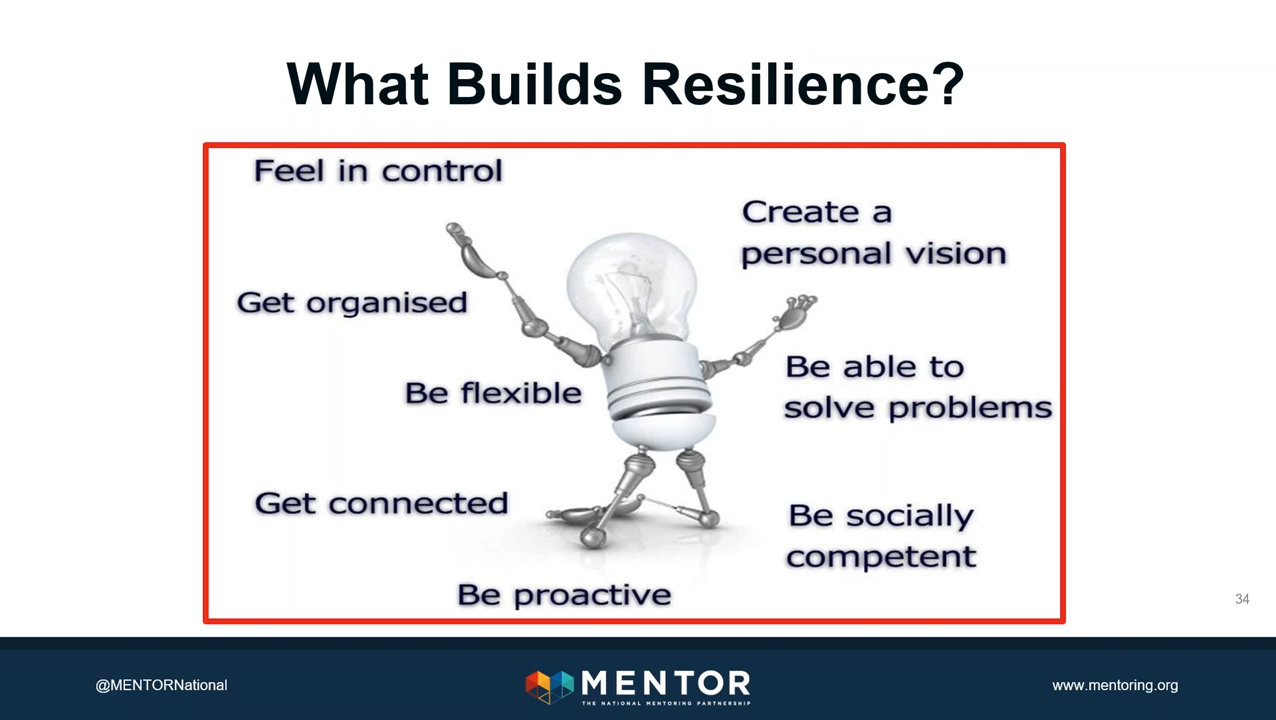 What Builds Resilience?
Feel in control
Create a
personal vision
Get organised
Be able to
solve problems
Be flexible
Get connected
Be socially
competent
Be proactive
34
@MENTORNational
MENTOR
THE NATIONAL MENTORING PARTNERSHIP
www.mentoring.org